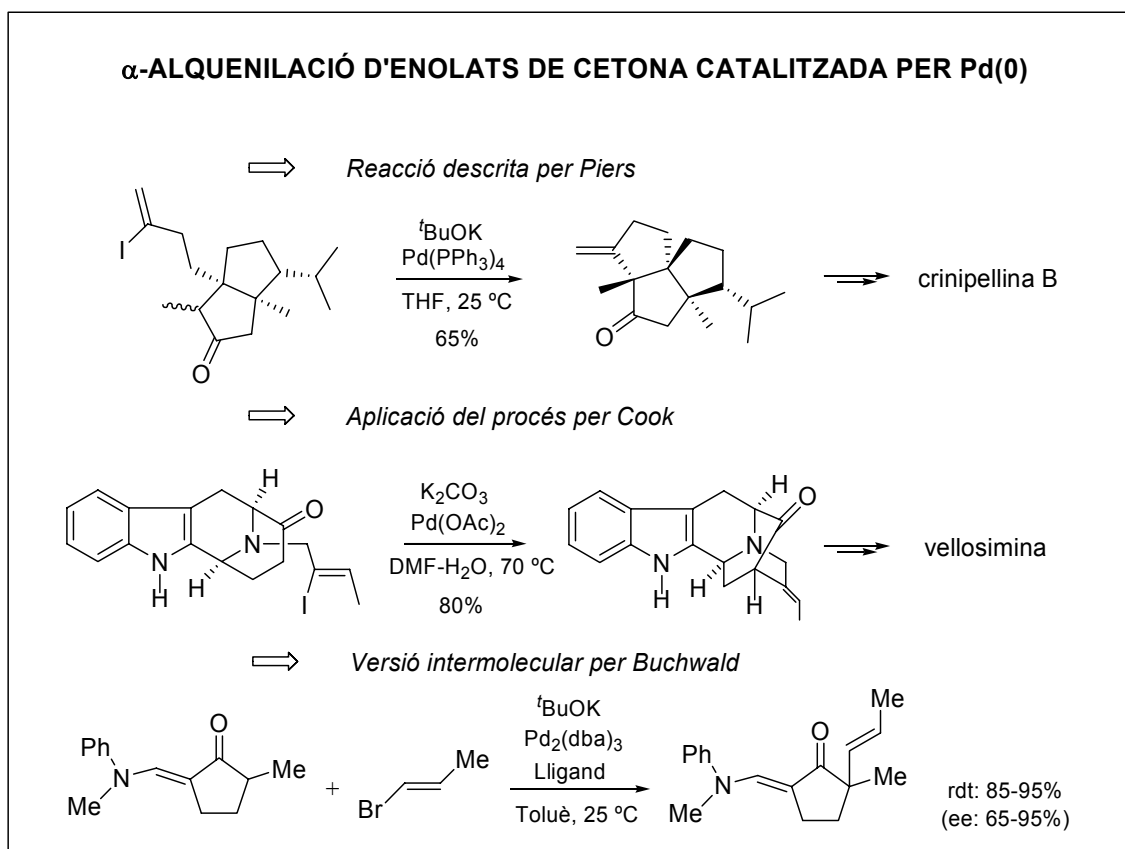 α-ALQUENILACIÓ D'ENOLATS DE CETONA CATALITZADA PER Pd(0)
Reacció descrita per Piers
I
Me
O
tBuOK
Pd(PPh3)4
THF, 25 ºC
65%
O
crinipellina B
Aplicació del procés per Cook
N
H
H
H
N
O
I
K2CO3
Pd(OAc)2
DMF-H2O, 70 ºC
80%
N
H
H
H
N
H
O
vellosimina
Versió intermolecular per Buchwald
Ph
N
Me
O
Me
+
Br
Me
tBuOK
Pd2(dba)3
Lligand
Toluè, 25 ºC
Ph
N
Me
O
Me
Me
rdt: 85-95%
(ee: 65-95%)